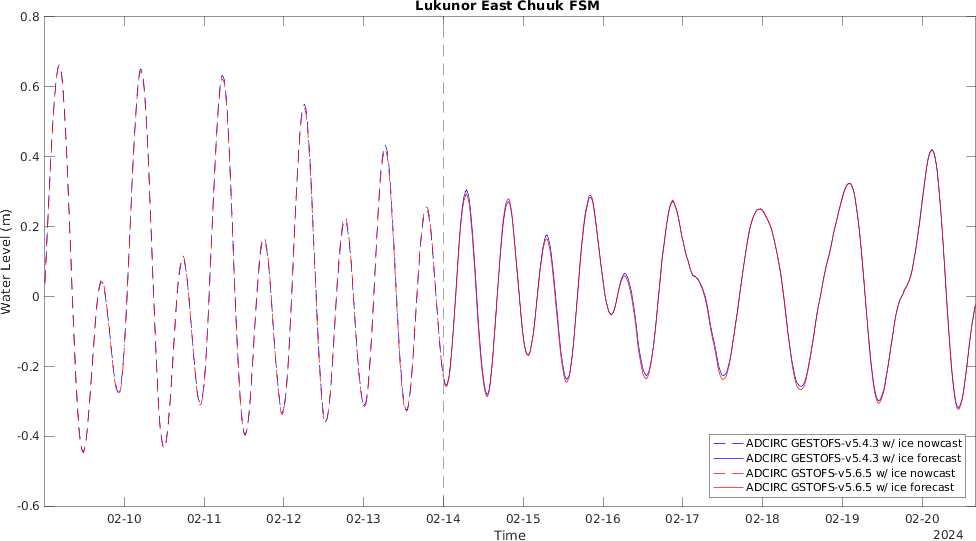 Lukunor East Chuuk FSM
0.8
0.6
0.4
0.2
0
-0.2
-0.4
-0.6
Water Level (m)
ADCIRC GESTOFS-v5.4.3 w/ ice nowcast
ADCIRC GESTOFS-v5.4.3 w/ ice forecast
ADCIRC GSTOFS-v5.6.5 w/ ice nowcast
ADCIRC GSTOFS-v5.6.5 w/ ice forecast
02-10 02-11 02-12 02-13 02-14 02-15 02-16 02-17 02-18 02-19 02-20
Time
2024